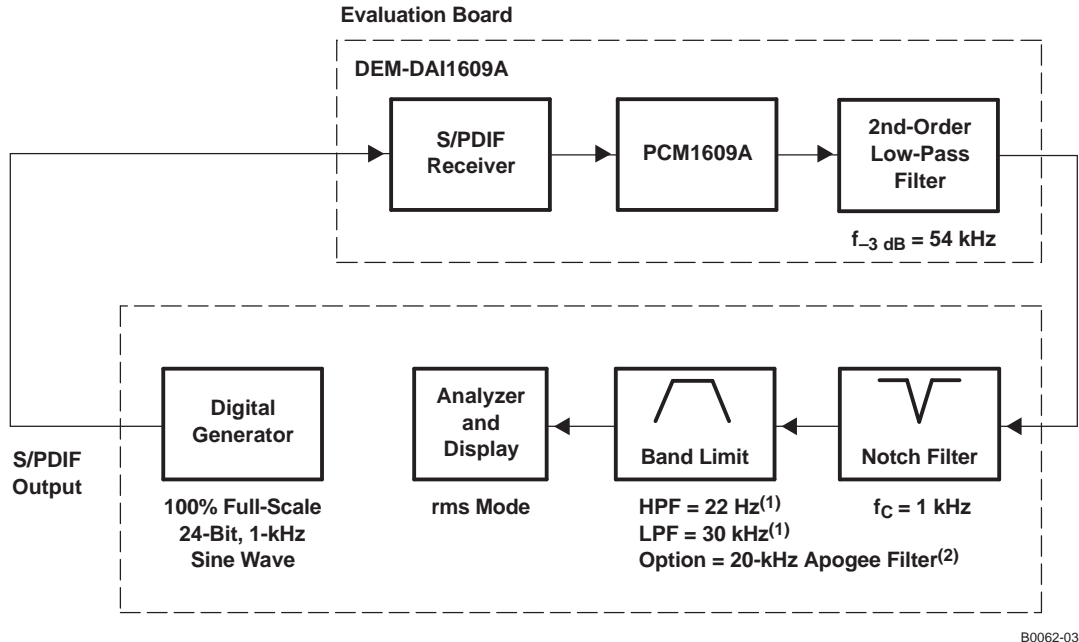 Evaluation Board
DEM-DAI1609A
S/PDIF
Receiver
PCM1609A
2nd-Order
Low-Pass
Filter
f–3 dB = 54 kHz
S/PDIF
Output
Digital
Generator
100% Full-Scale
24-Bit, 1-kHz
Sine Wave
Analyzer
and
Display
rms Mode
Band Limit
HPF = 22 Hz(1)
LPF = 30 kHz(1)
Option = 20-kHz Apogee Filter(2)
Notch Filter
fC = 1 kHz
B0062-03